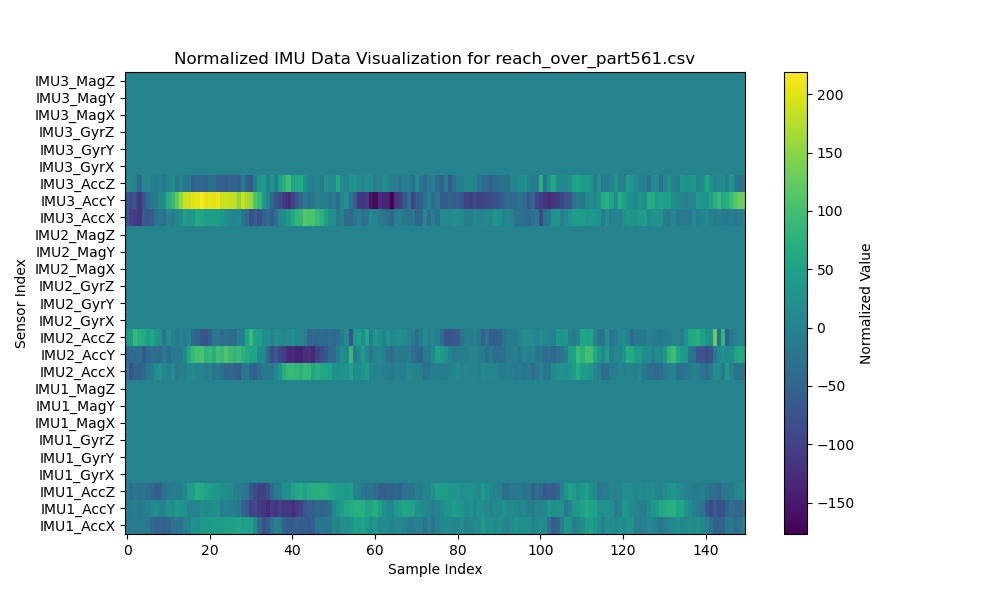 Normalized IMU Data Visualization for reach_over_part561.csv
Sensor Index
IMU3_MagZ
IMU3_MagY
IMU3_MagX
IMU3_GyrZ
IMU3_GyrY
IMU3_GyrX
IMU3_AccZ
IMU3_AccY
IMU3_AccX
IMU2_MagZ
IMU2_MagY
IMU2_MagX
IMU2_GyrZ
IMU2_GyrY
IMU2_GyrX
IMU2_AccZ
IMU2_AccY
IMU2_AccX
IMU1_MagZ
IMU1_MagY
IMU1_MagX
IMU1_GyrZ
IMU1_GyrY
IMU1_GyrX
IMU1_AccZ
IMU1_AccY
IMU1_AccX
0 20 40 60 80 100 120 140
Sample Index
200
150
100
50
0
−50
−100
−150
Normalized Value